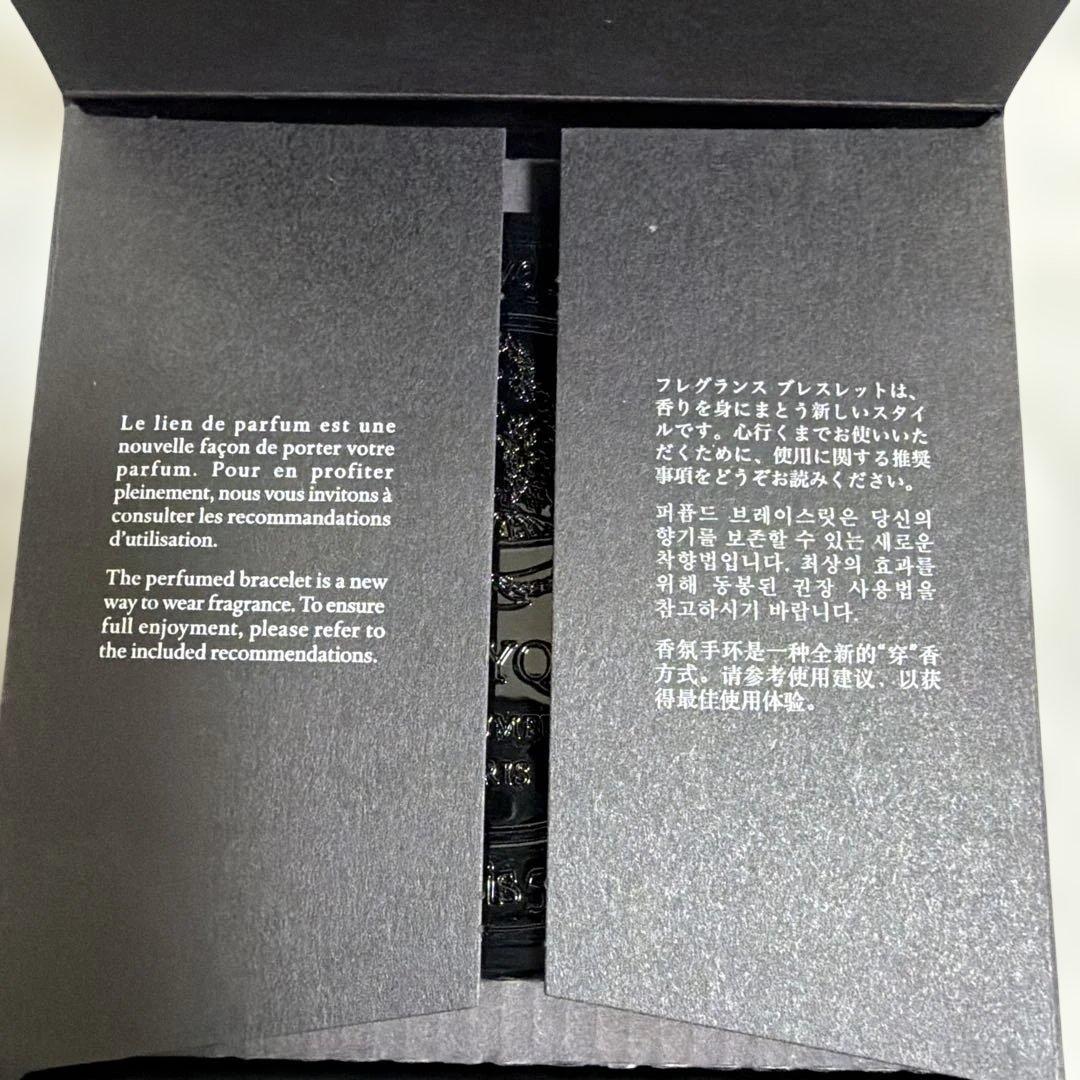 Le lien de parfum est une
nouvelle façon de porter votre
parfum. Pour en profiter
pleinement, nous vous invitons à
consulter les recommandations
d'utilisation.
The perfumed bracelet is a new
way to wear fragrance. To ensure
full enjoyment, please refer to
the included recommendations.
フレグランス ブレスレットは、
香りを身にまとう新しいスタイ
ルです。心行くまでお使いいた
だくために、使用に関する推奨
事項をどうぞお読みください。
퍼퓸드 브레이스릿은 당신의
향기를 보존할 수 있는 새로운
착향법입니다. 최상의 효과를
위해 동봉된 권장 사용법을
참고하시기 바랍니다.
香氛手环是一种全新的“穿”香
方式。请参考使用建议，以获
得最佳使用体验。